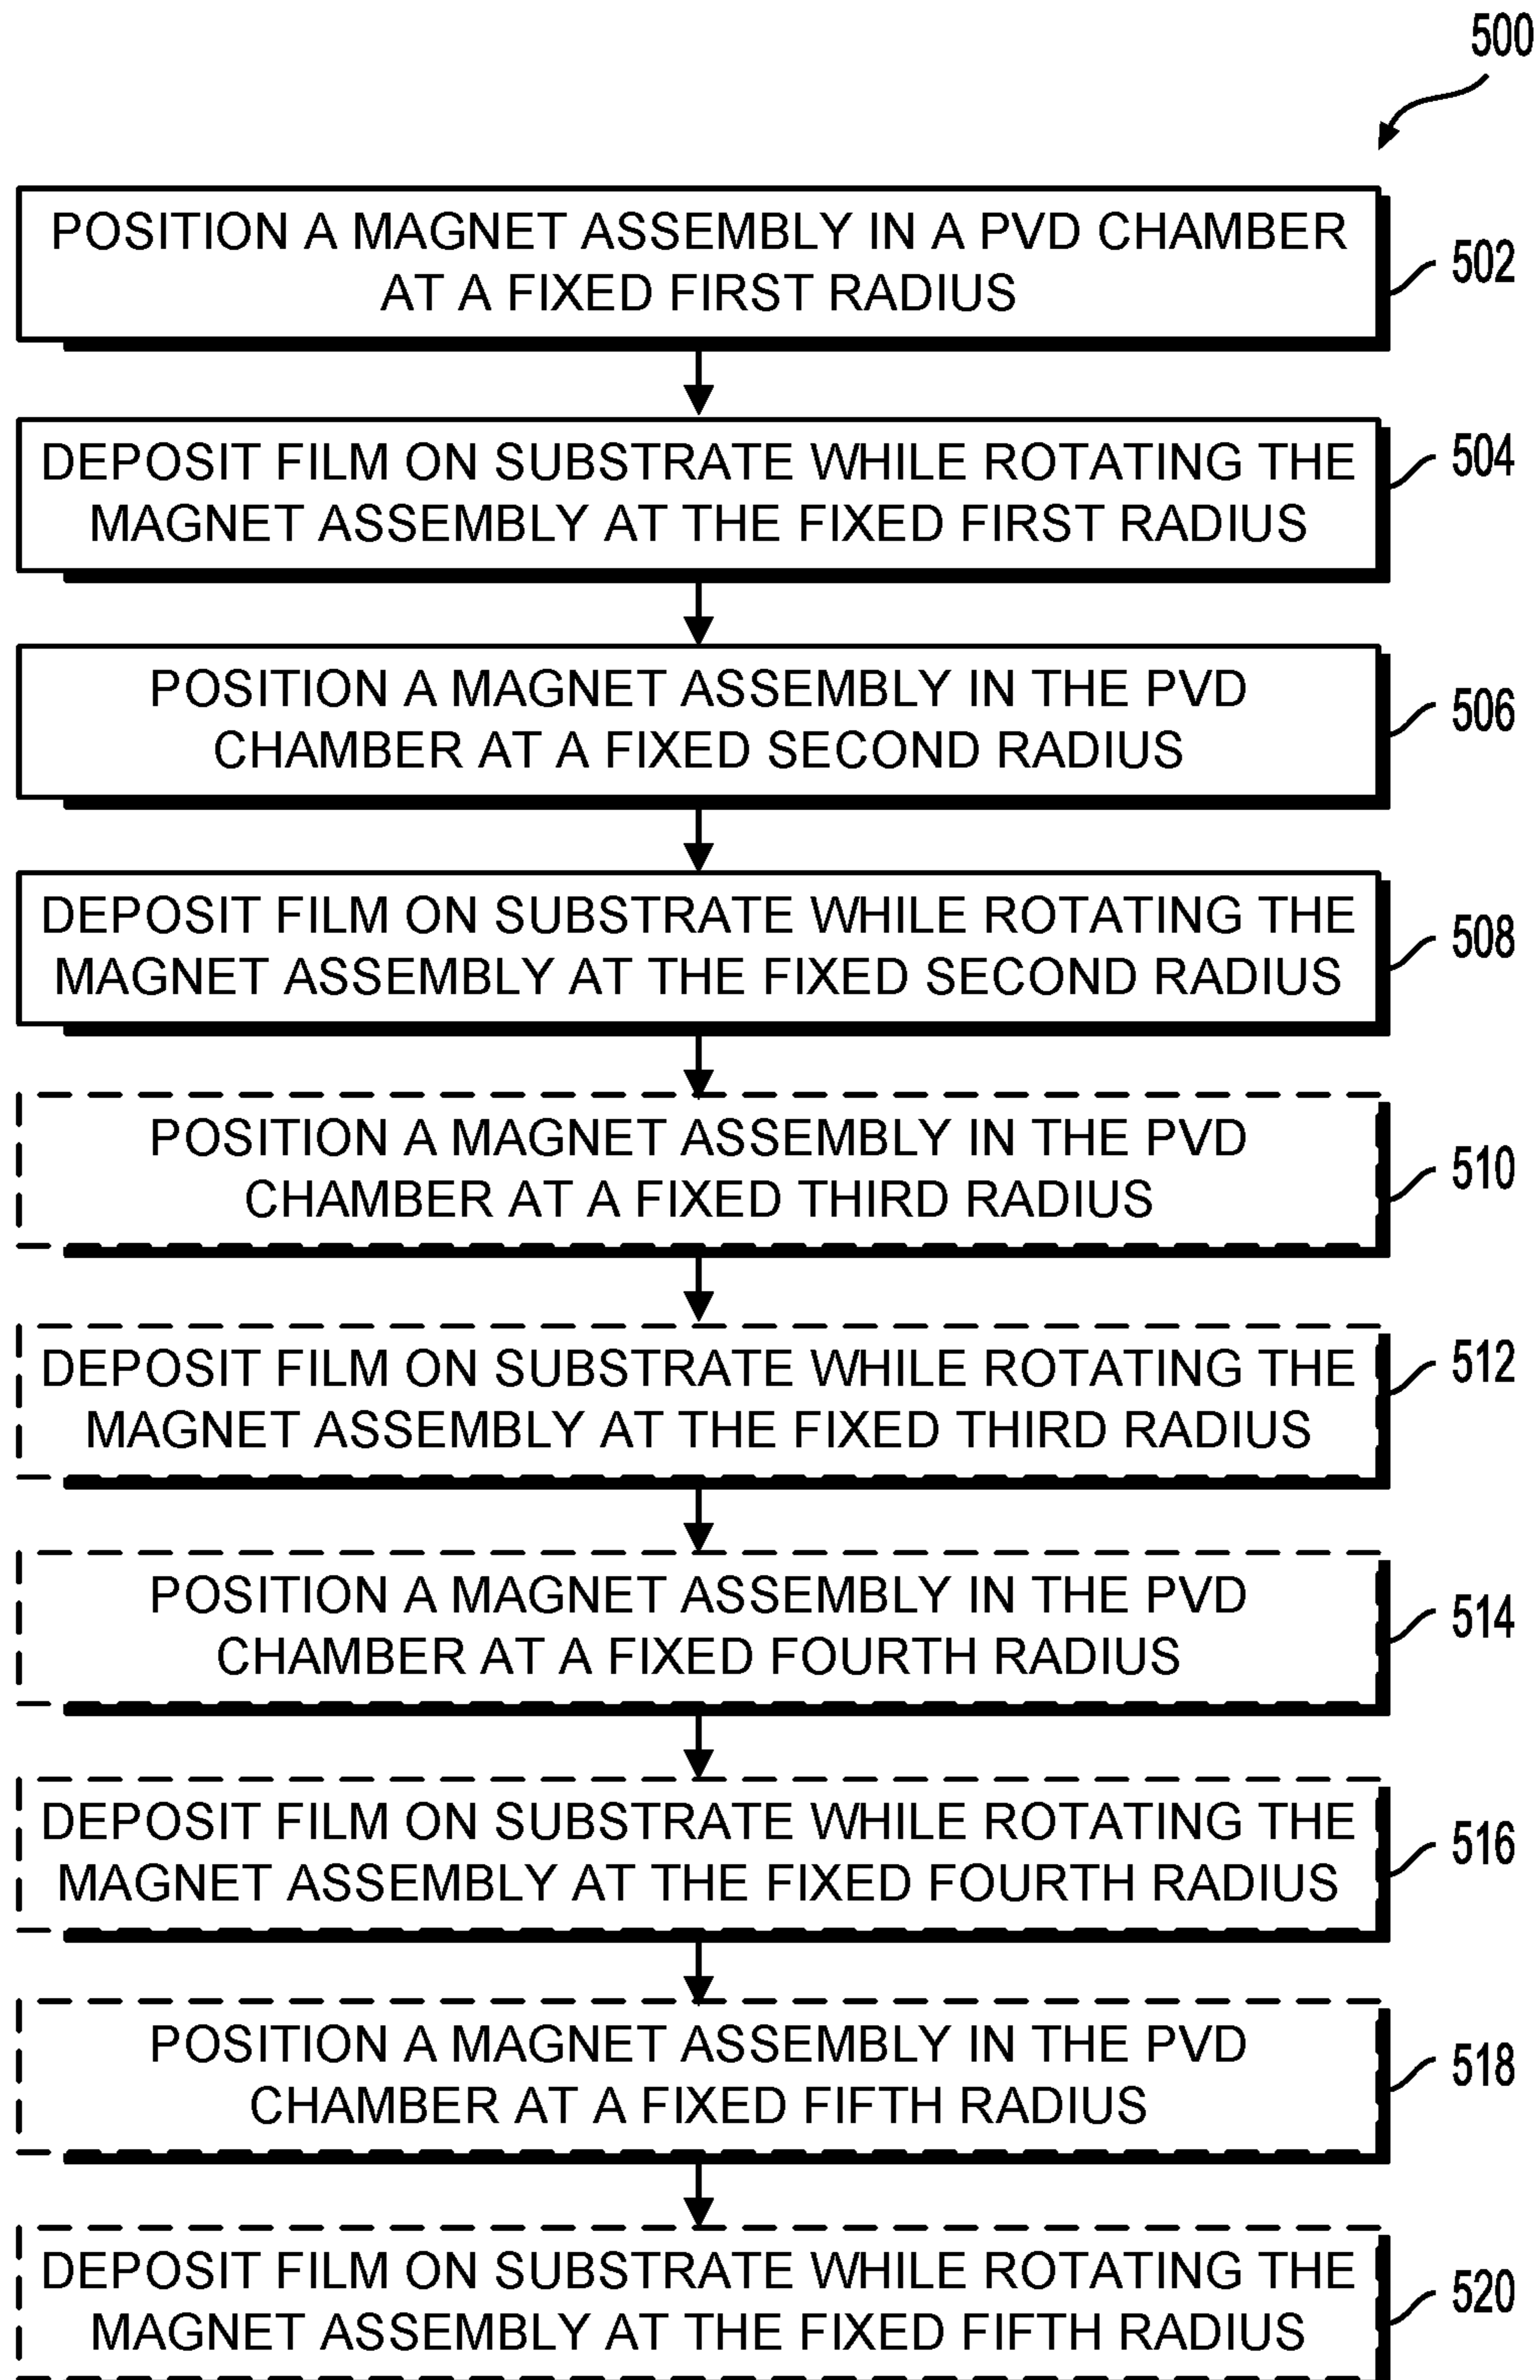 500
POSITION A MAGNET ASSEMBLY IN A PVD CHAMBER
AT A FIXED FIRST RADIUS
502
DEPOSIT FILM ON SUBSTRATE WHILE ROTATING THE
MAGNET ASSEMBLY AT THE FIXED FIRST RADIUS
504
POSITION A MAGNET ASSEMBLY IN THE PVD
CHAMBER AT A FIXED SECOND RADIUS
506
DEPOSIT FILM ON SUBSTRATE WHILE ROTATING THE
MAGNET ASSEMBLY AT THE FIXED SECOND RADIUS
508
POSITION A MAGNET ASSEMBLY IN THE PVD
CHAMBER AT A FIXED THIRD RADIUS
510
DEPOSIT FILM ON SUBSTRATE WHILE ROTATING THE
MAGNET ASSEMBLY AT THE FIXED THIRD RADIUS
512
POSITION A MAGNET ASSEMBLY IN THE PVD
CHAMBER AT A FIXED FOURTH RADIUS
514
DEPOSIT FILM ON SUBSTRATE WHILE ROTATING THE
MAGNET ASSEMBLY AT THE FIXED FOURTH RADIUS
516
POSITION A MAGNET ASSEMBLY IN THE PVD
CHAMBER AT A FIXED FIFTH RADIUS
518
DEPOSIT FILM ON SUBSTRATE WHILE ROTATING THE
MAGNET ASSEMBLY AT THE FIXED FIFTH RADIUS
520